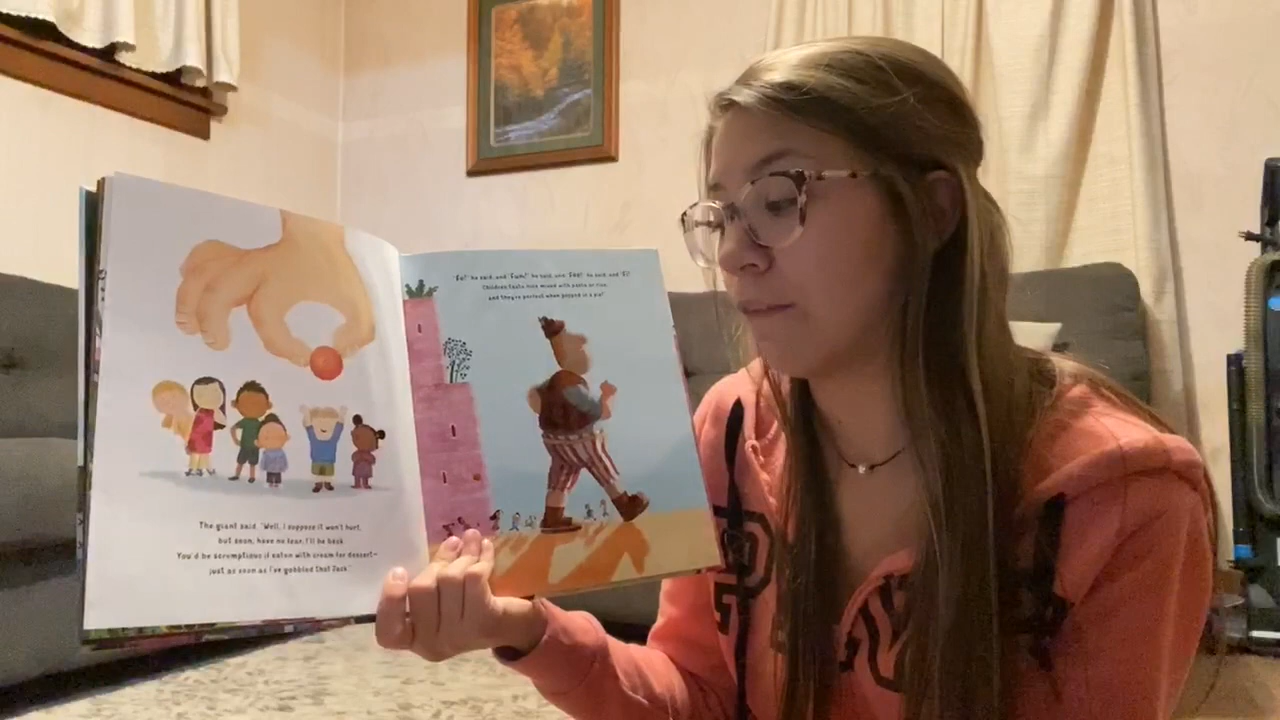 The giant said, "Well, I suppose it won't hurt,
but soon, have no fear, I'll be back.
You'd be scrumptious if eaten with cream for dessert—
just as soon as I've gobbled that Jack."
"Fo!" he said, and "Fum!" he said, and "Fee!" he said, and "Fi!
Children taste nice mixed with pasta or rice,
and they're perfect when popped in a pie!"